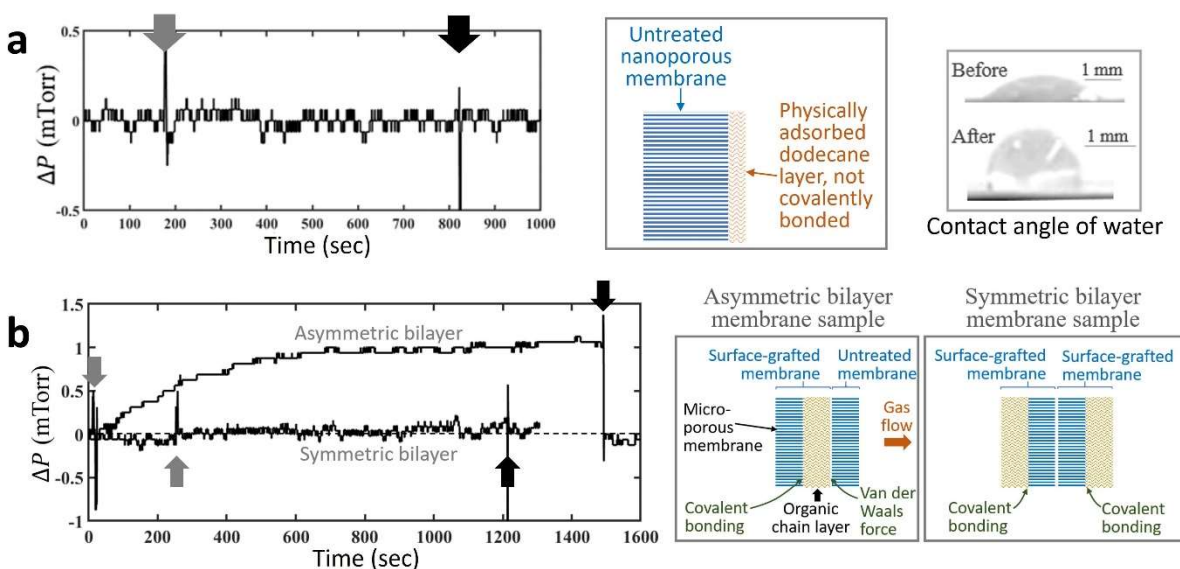 a
0.5
0
-0.5
ΔP (mTorr)
0 100 200 300 400 500 600 700 800 900 1000
Time (sec)
Untreated
nanoporous
membrane
Physically
adsorbed
dodecane
layer, not
covalently
bonded
Before
1 mm
After
1 mm
Contact angle of water
b
1.5
1
0.5
0
-0.5
-1
ΔP (mTorr)
Asymmetric bilayer
Symmetric bilayer
0 200 400 600 800 1000 1200 1400 1600
Time (sec)
Asymmetric bilayer
membrane sample
Surface-grafted
membrane
Untreated
membrane
Micro-
porous
membrane
Gas
flow
Covalent
bonding
Organic
chain layer
Van der
Waals
force
Symmetric bilayer
membrane sample
Surface-grafted
membrane
Surface-grafted
membrane
Covalent
bonding
Covalent
bonding